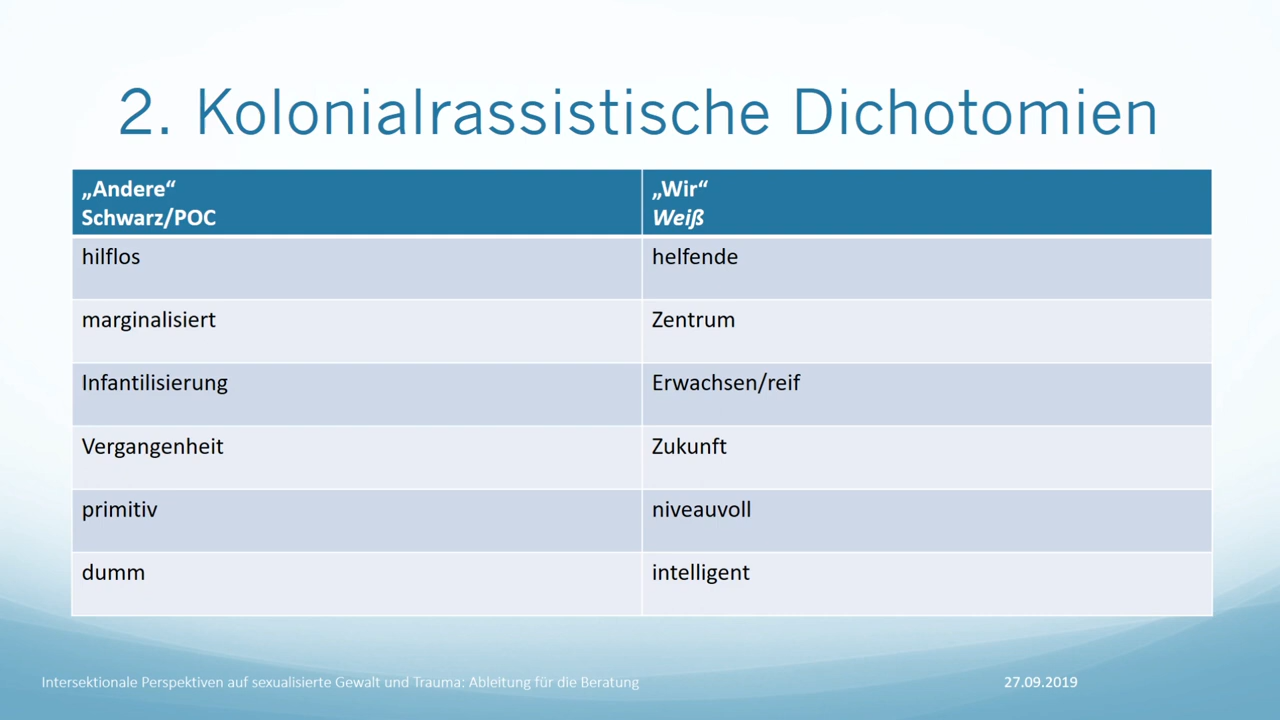 2. Kolonialrassistische Dichotomien
„Andere“
Schwarz/POC
„Wir“
Weiß
hilflos
helfende
marginalisiert
Zentrum
Infantilisierung
Erwachsen/reif
Vergangenheit
Zukunft
primitiv
niveauvoll
dumm
intelligent
Intersektionale Perspektiven auf sexualisierte Gewalt und Trauma: Ableitung für die Beratung
27.09.2019